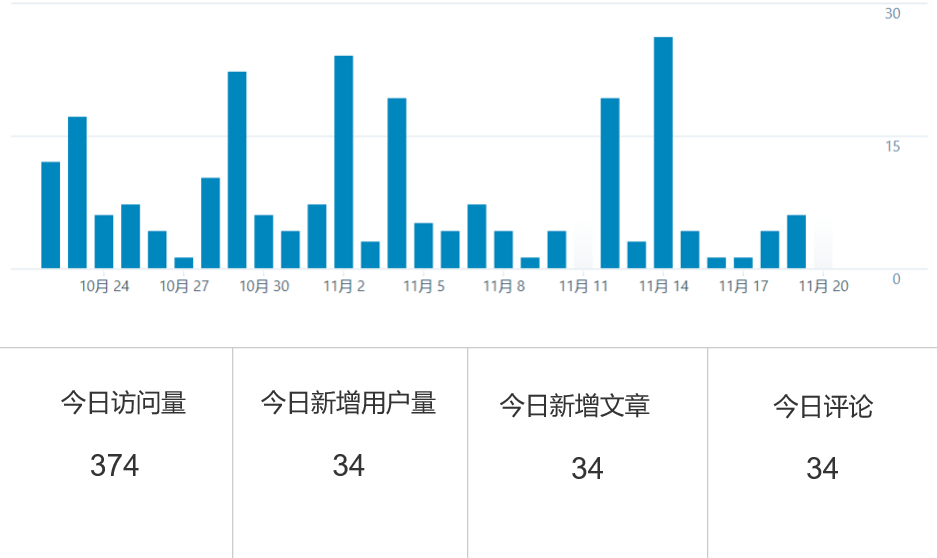 30
15
0
10月 24
10月 27
10月 30
11月 2
11月 5
11月 8
11月 11
11月 14
11月 17
11月 20
今日访问量
374
今日新增用户量
34
今日新增文章
34
今日评论
34